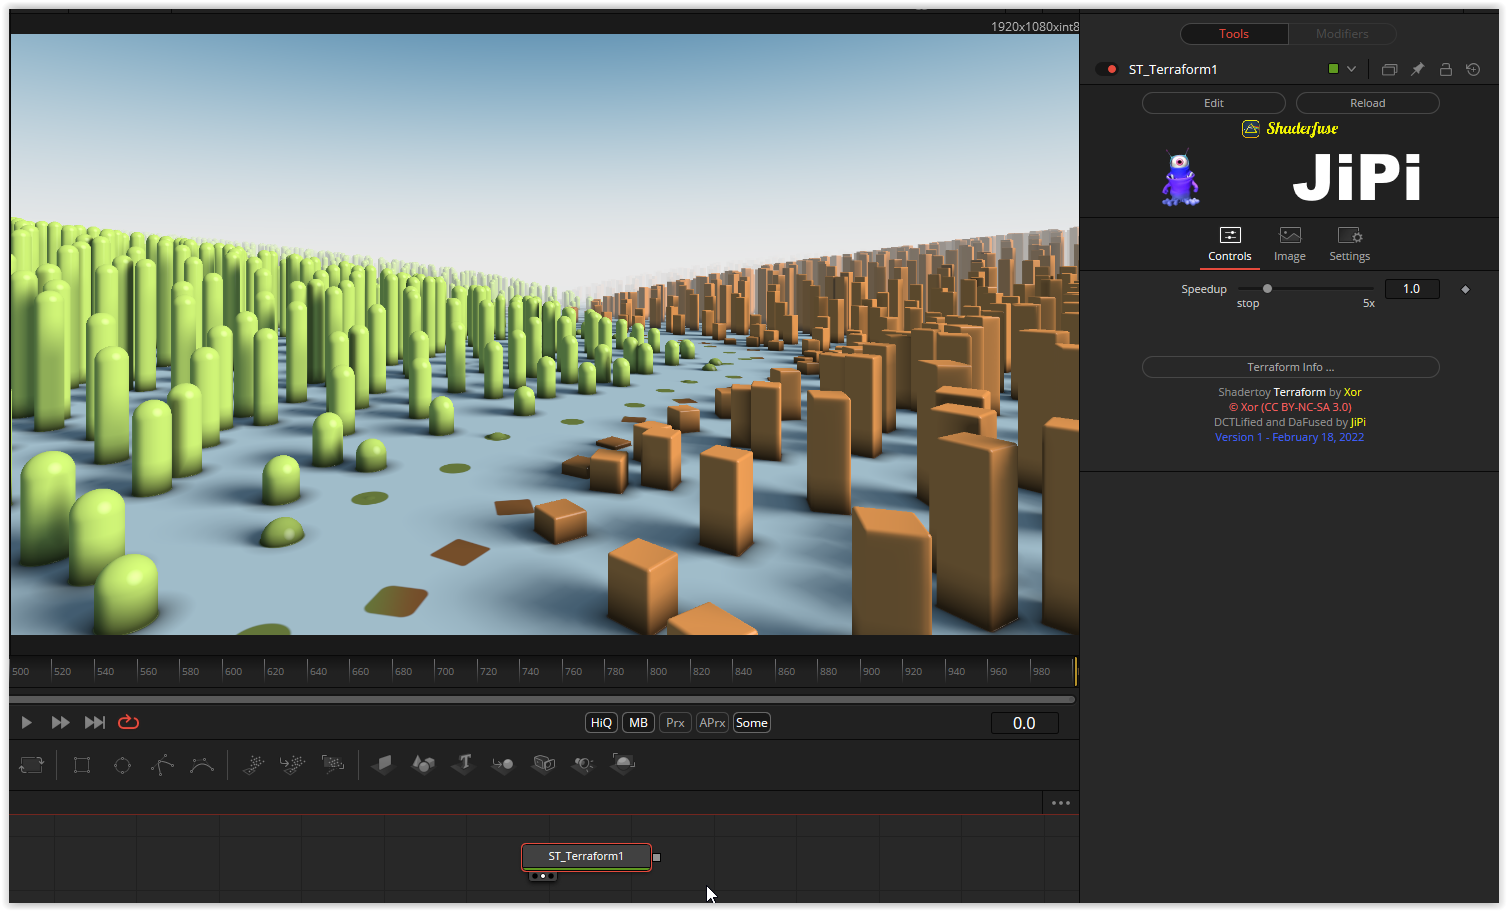 1920x1080xint8
Tools
Modifiers
ST_Terraform1
Edit
Reload
Shaderfuse
JiPi
Controls
Image
Settings
Speedup
1.0
stop
5x
Terraform Info ...
Shadertoy Terraform by Xor
© Xor (CC BY-NC-SA 3.0)
DCTLified and DaFused by JiPi
Version 1 - February 18, 2022
500 520 540 560 580 600 620 640 660 680 700 720 740 760 780 800 820 840 860 880 900 920 940 960 980
HiQ MB Prx APrx Some
0.0
ST_Terraform1